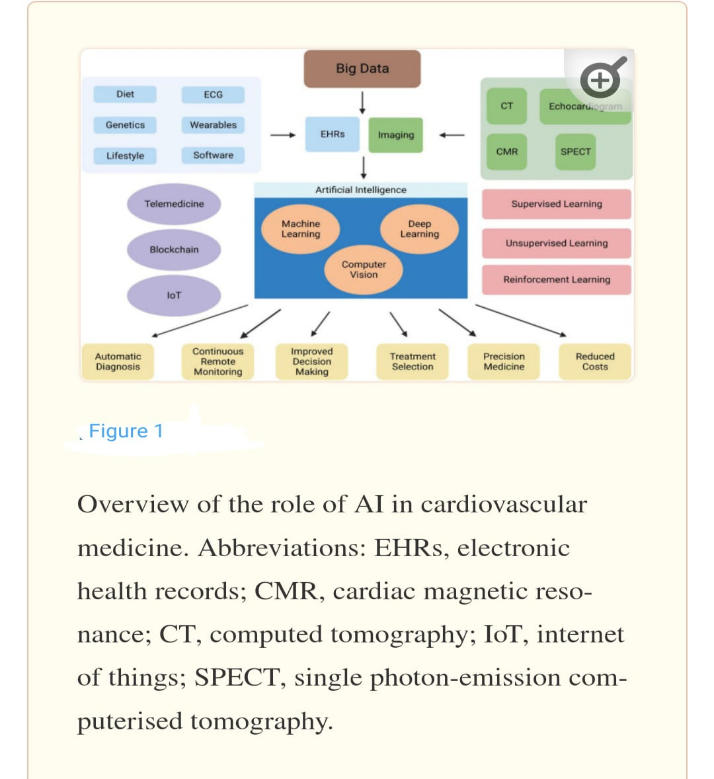 Big Data
Diet
ECG
Genetics
Wearables
Lifestyle
Software
EHRs
Imaging
CT
Echocardiogram
CMR
SPECT
Telemedicine
Blockchain
IoT
Artificial Intelligence
Machine
Learning
Deep
Learning
Computer
Vision
Supervised Learning
Unsupervised Learning
Reinforcement Learning
Automatic
Diagnosis
Continuous
Remote
Monitoring
Improved
Decision
Making
Treatment
Selection
Precision
Medicine
Reduced
Costs
Figure 1
Overview of the role of AI in cardiovascular
medicine. Abbreviations: EHRs, electronic
health records; CMR, cardiac magnetic reso-
nance; CT, computed tomography; IoT, internet
of things; SPECT, single photon-emission com-
puterised tomography.